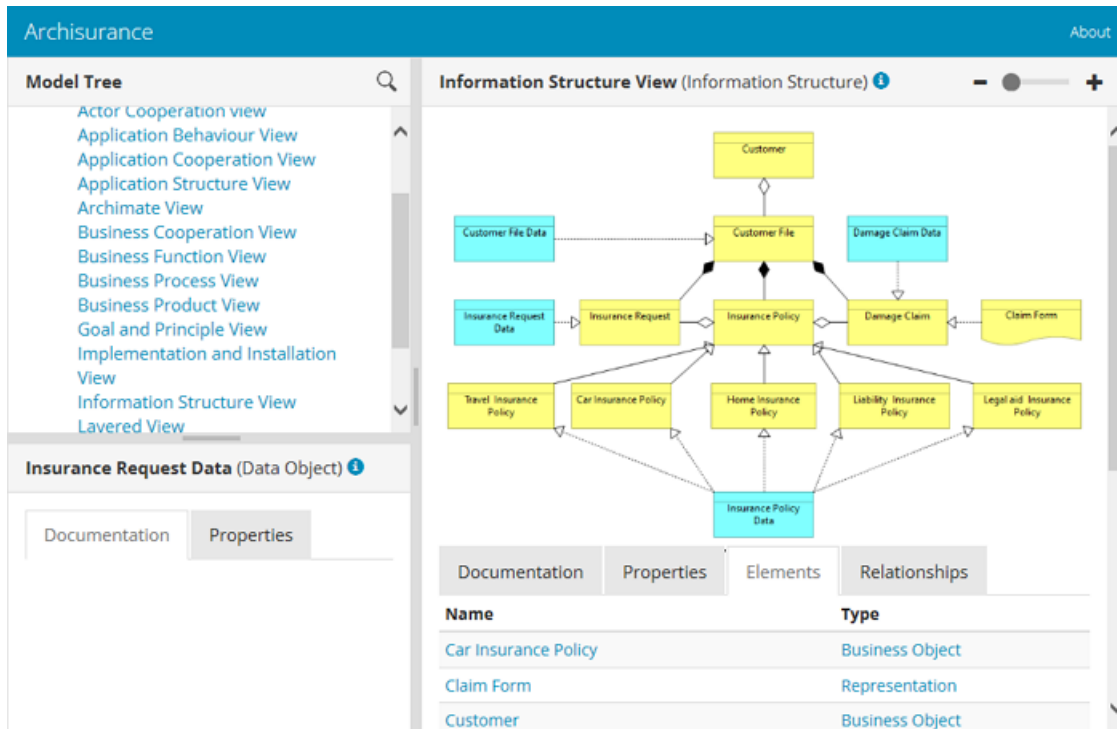 Archisurance
About
Model Tree
Actor Cooperation view
Application Behaviour View
Application Cooperation View
Application Structure View
Archimate View
Business Cooperation View
Business Function View
Business Process View
Business Product View
Goal and Principle View
Implementation and Installation
View
Information Structure View
Layered View
Insurance Request Data (Data Object)
Documentation
Properties
Information Structure View (Information Structure)
Customer
Customer File Data
Customer File
Damage Claim Data
Insurance Request
Data
Insurance Request
Insurance Policy
Damage Claim
Claim Form
Travel Insurance
Policy
Car Insurance Policy
Home Insurance
Policy
Liability Insurance
Policy
Legal aid Insurance
Policy
Insurance Policy
Data
Documentation
Properties
Elements
Relationships
Name
Type
Car Insurance Policy
Business Object
Claim Form
Representation
Customer
Business Object